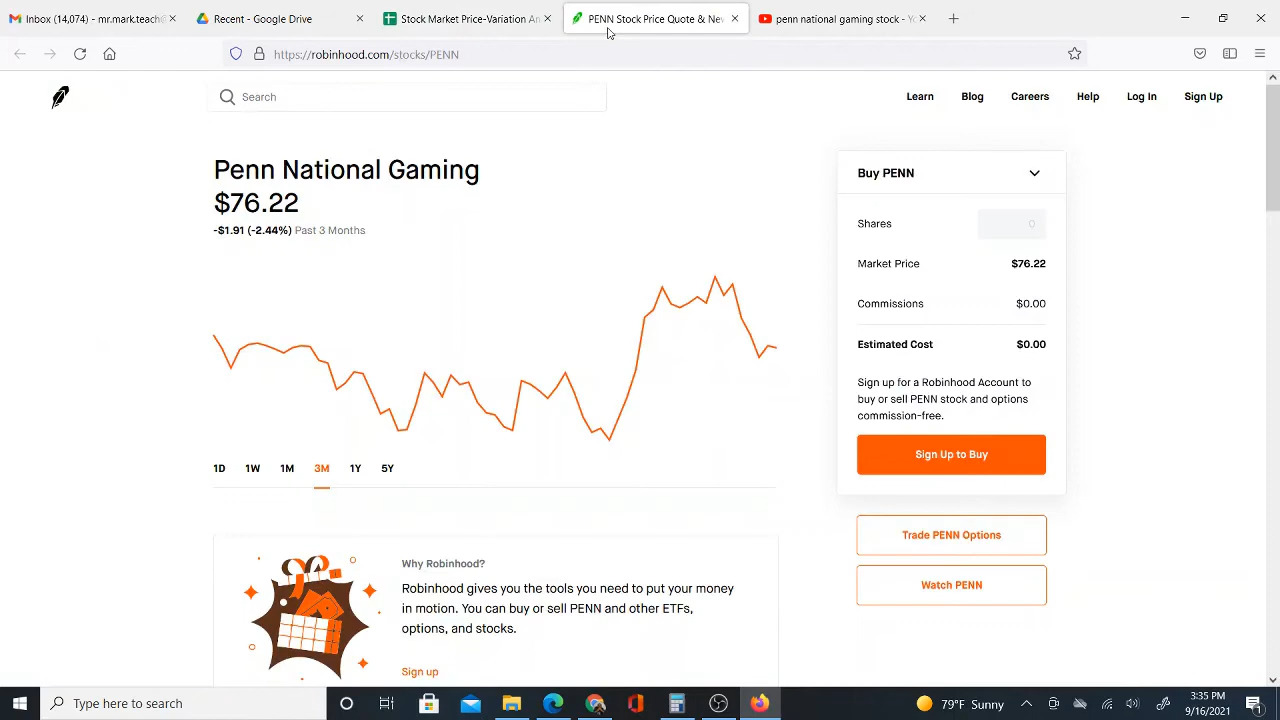 Inbox (14,074) - mr.mark.teach@
Recent - Google Drive
Stock Market Price-Variation An
PENN Stock Price Quote & Nev
penn national gaming stock - Yo
https://robinhood.com/stocks/PENN
Search
Learn
Blog
Careers
Help
Log In
Sign Up
Penn National Gaming
$76.22
-$1.91 (-2.44%) Past 3 Months
1D 1W 1M 3M 1Y 5Y
Buy PENN
Shares 0
Market Price $76.22
Commissions $0.00
Estimated Cost $0.00
Sign up for a Robinhood Account to
buy or sell PENN stock and options
commission-free.
Sign Up to Buy
Trade PENN Options
Watch PENN
Why Robinhood?
Robinhood gives you the tools you need to put your money
in motion. You can buy or sell PENN and other ETFs,
options, and stocks.
Sign up
Type here to search
79°F Sunny
3:35 PM
9/16/2021